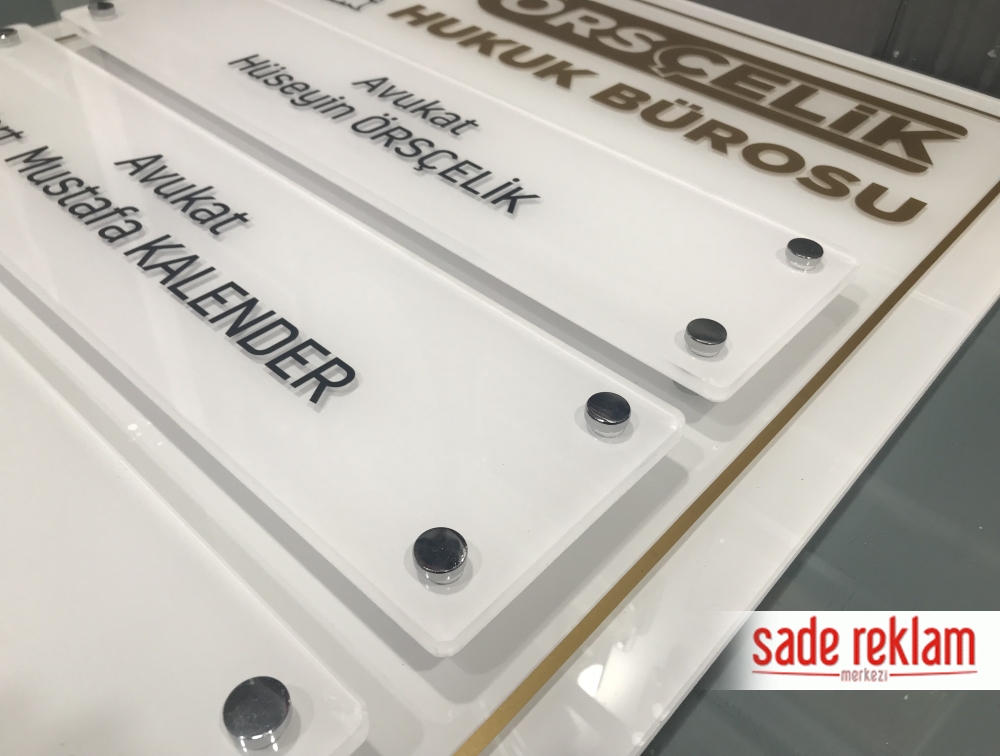 ÖRSÇELİK
HUKUK BÜROSU
Avukat
Hüseyin ÖRSÇELİK
Avukat
Mustafa KALENDER
sade reklam
merkezi